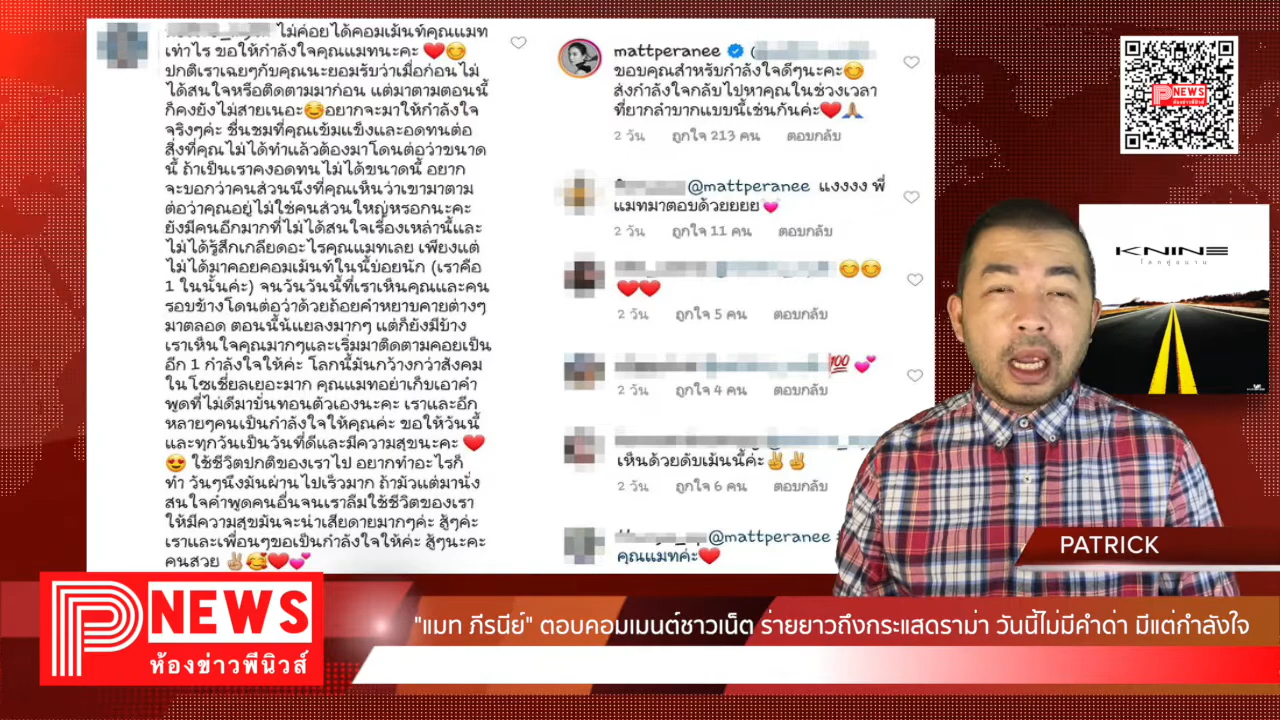 ไม่ค่อยได้คอมเม้นท์คุณแมท
เท่าไร ขอให้กำลังใจคุณแมทนะคะ ❤️😊
ปกติเราเฉยๆกับคุณนะยอมรับว่าเมื่อก่อน ไม่
ได้สนใจหรือติดตามมาก่อน แต่มาตามตอนนี้
ก็คงยังไม่สายเนอะ☺️อยากจะมาให้กำลังใจ
จริงๆค่ะ ชื่นชมที่คุณเข้มแข็งและอดทนต่อ
สิ่งที่คุณไม่ได้ทำแล้วต้องมาโดนต่อว่าขนาด
นี้ ถ้าเป็นเราคงอดทนไม่ได้ขนาดนี้ อยาก
จะบอกว่าคนส่วนนึงที่คุณเห็นว่าเขามาตาม
ต่อว่าคุณอยู่ไม่ใช่คนส่วนใหญ่หรอกนะคะ
ยังมีคนอีกมากที่ไม่ได้สนใจเรื่องเหล่านี้และ
ไม่ได้รู้สึกเกลียดอะไรคุณแมทเลย เพียงแต่
ไม่ได้มาคอยคอมเม้นท์ในนี้บ่อยนัก (เราคือ
1 ในนั้นค่ะ) จนวันวันนี้ที่เราเห็นคุณและคน
รอบข้างโดนต่อว่าด้วยถ้อยคำหยาบคายต่างๆ
มาตลอด ตอนนี้น้แยลงมากๆ แต่ก็ยังมีบ้าง
เราเห็นใจคุณมากๆและเริ่มมาติดตามคอยเป็น
อีก 1 กำลังใจให้ค่ะ โลกนี้มันกว้างกว่าสังคม
ในโซเชี่ยลเยอะมาก คุณแมทอย่าเก็บเอาคำ
พูดที่ไม่ดีมาบั่นทอนตัวเองนะคะ เราและอีก
หลายๆคนเป็นกำลังใจให้คุณค่ะ ขอให้วันนี้
และทุกวันเป็นวันที่ดีและมีความสุขนะคะ ❤️
😍 ใช้ชีวิตปกติของเราไป อยากทำอะไรก็
ทำ วันๆนึงมันผ่านไปเร็วมาก ถ้ามัวแต่มานั่ง
สนใจคำพูดคนอื่นจนเราลืมใช้ชีวิตของเรา
ให้มีความสุขมันจะน่าเสียดายมากๆค่ะ สู้ๆค่ะ
เราและเพื่อนๆขอเป็นกำลังใจให้ค่ะ สู้ๆนะคะ
คนสวย ✌🏻🥰❤️💕
mattperanee
ขอบคุณสำหรับกำลังใจดีๆนะคะ😊
ส่งกำลังใจกลับไปหาคุณในช่วงเวลา
ที่ยากลำบากแบบนี้เช่นกันค่ะ❤️🙏🏼
2 วัน ถูกใจ 213 คน ตอบกลับ
@mattperanee แงงงง พี่
แมทมาตอบด้วยยยย💓
2 วัน ถูกใจ 11 คน ตอบกลับ
😊😊
❤️❤️
2 วัน ถูกใจ 5 คน ตอบกลับ
💯 💕
2 วัน ถูกใจ 4 คน ตอบกลับ
เห็นด้วยดับเม้นนี้ค่ะ✌️✌️
2 วัน ถูกใจ 6 คน ตอบกลับ
@mattperanee
คุณแมทค่ะ❤️
NEWS
ห้องข่าวพีนิวส์
KNINE
โลกคู่ขนาน
PATRICK
P NEWS
ห้องข่าวพีนิวส์
"แมท ภีรนีย์" ตอบคอมเมนต์ชาวเน็ต ร่ายยาวถึงกระแสดราม่า วันนี้ไม่มีคำด่า มีแต่กำลังใจ